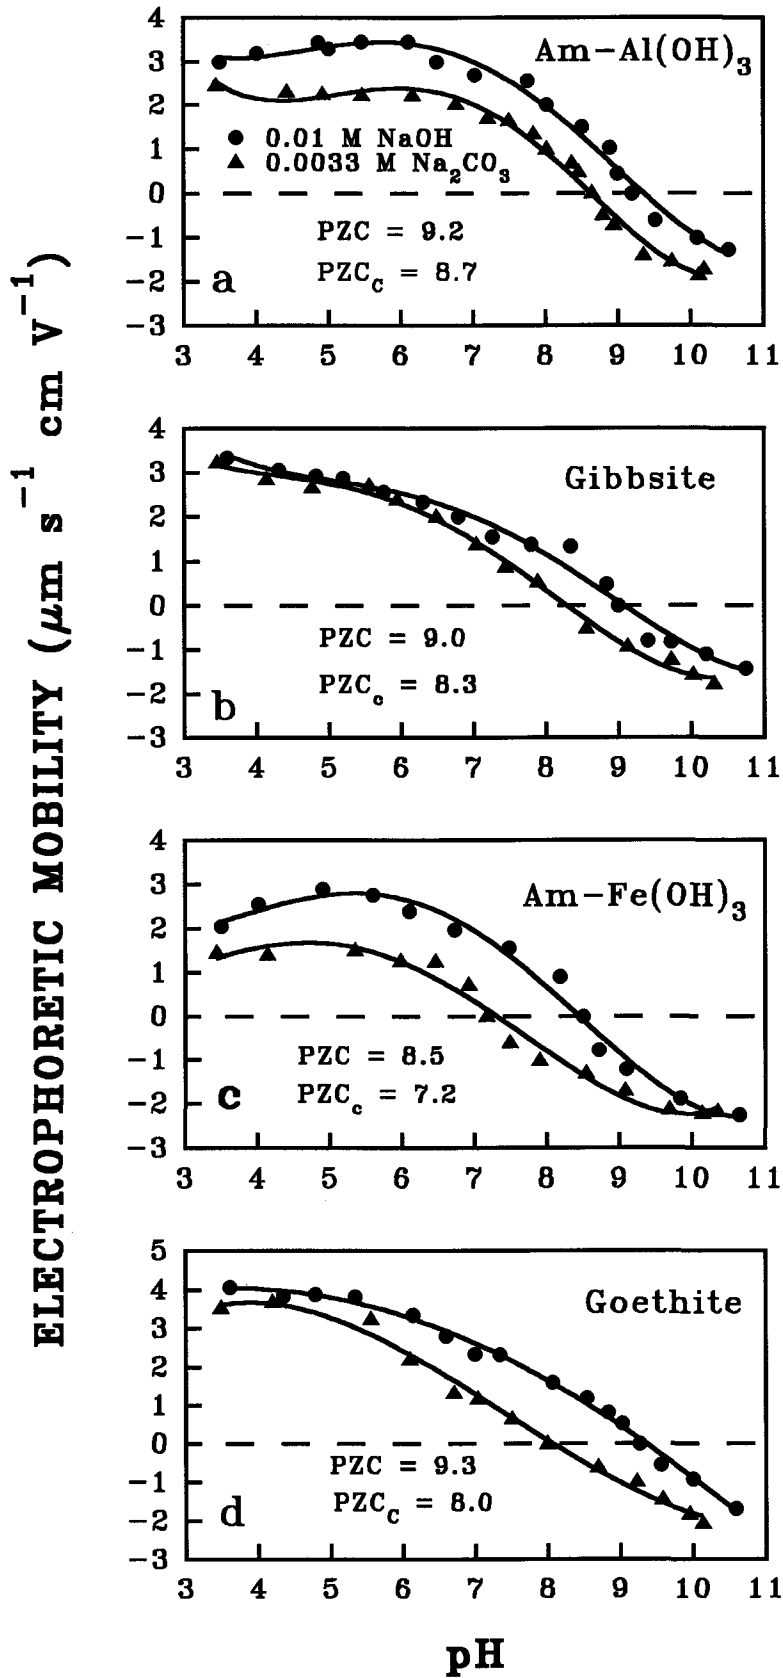 ELECTROPHORETIC MOBILITY (μm s⁻¹ cm V⁻¹)
4
Am-Al(OH)₃
3
2
● 0.01 M NaOH
1
▲ 0.0033 M Na₂CO₃
0
PZC = 9.2
-1
PZC_C = 8.7
-2
a
-3
3 4 5 6 7 8 9 10 11
4
3
Gibbsite
2
1
0
PZC = 9.0
-1
PZC_c = 8.3
-2
b
-3
3 4 5 6 7 8 9 10 11
4
3
Am-Fe(OH)₃
2
1
0
PZC = 8.5
-1
PZC_c = 7.2
-2
c
-3
3 4 5 6 7 8 9 10 11
5
4
Goethite
3
2
1
0
PZC = 9.3
-1
PZC_C = 8.0
-2
d
-3
3 4 5 6 7 8 9 10 11
pH